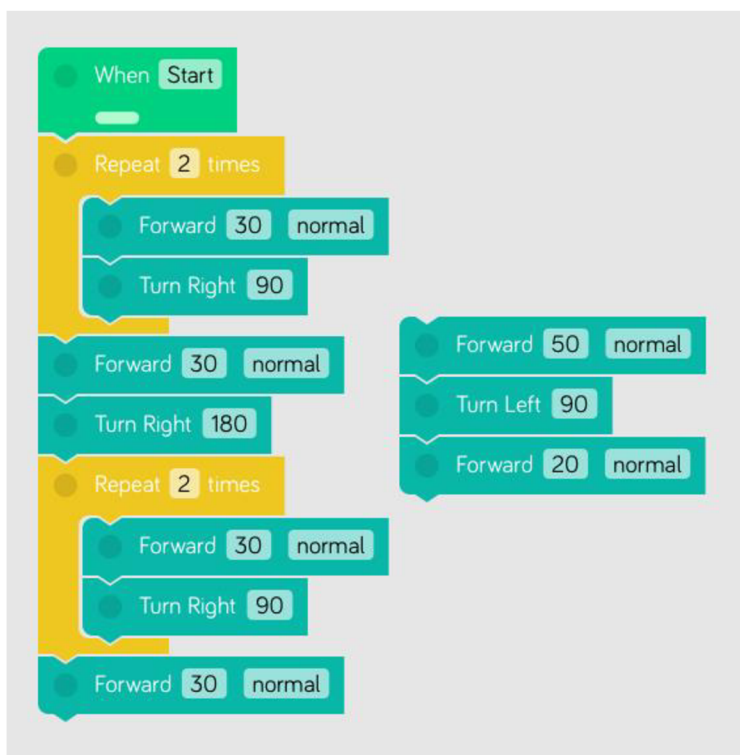 When Start
Repeat 2 times
Forward 30 normal
Turn Right 90
Forward 30 normal
Turn Right 180
Repeat 2 times
Forward 30 normal
Turn Right 90
Forward 30 normal
Forward 50 normal
Turn Left 90
Forward 20 normal